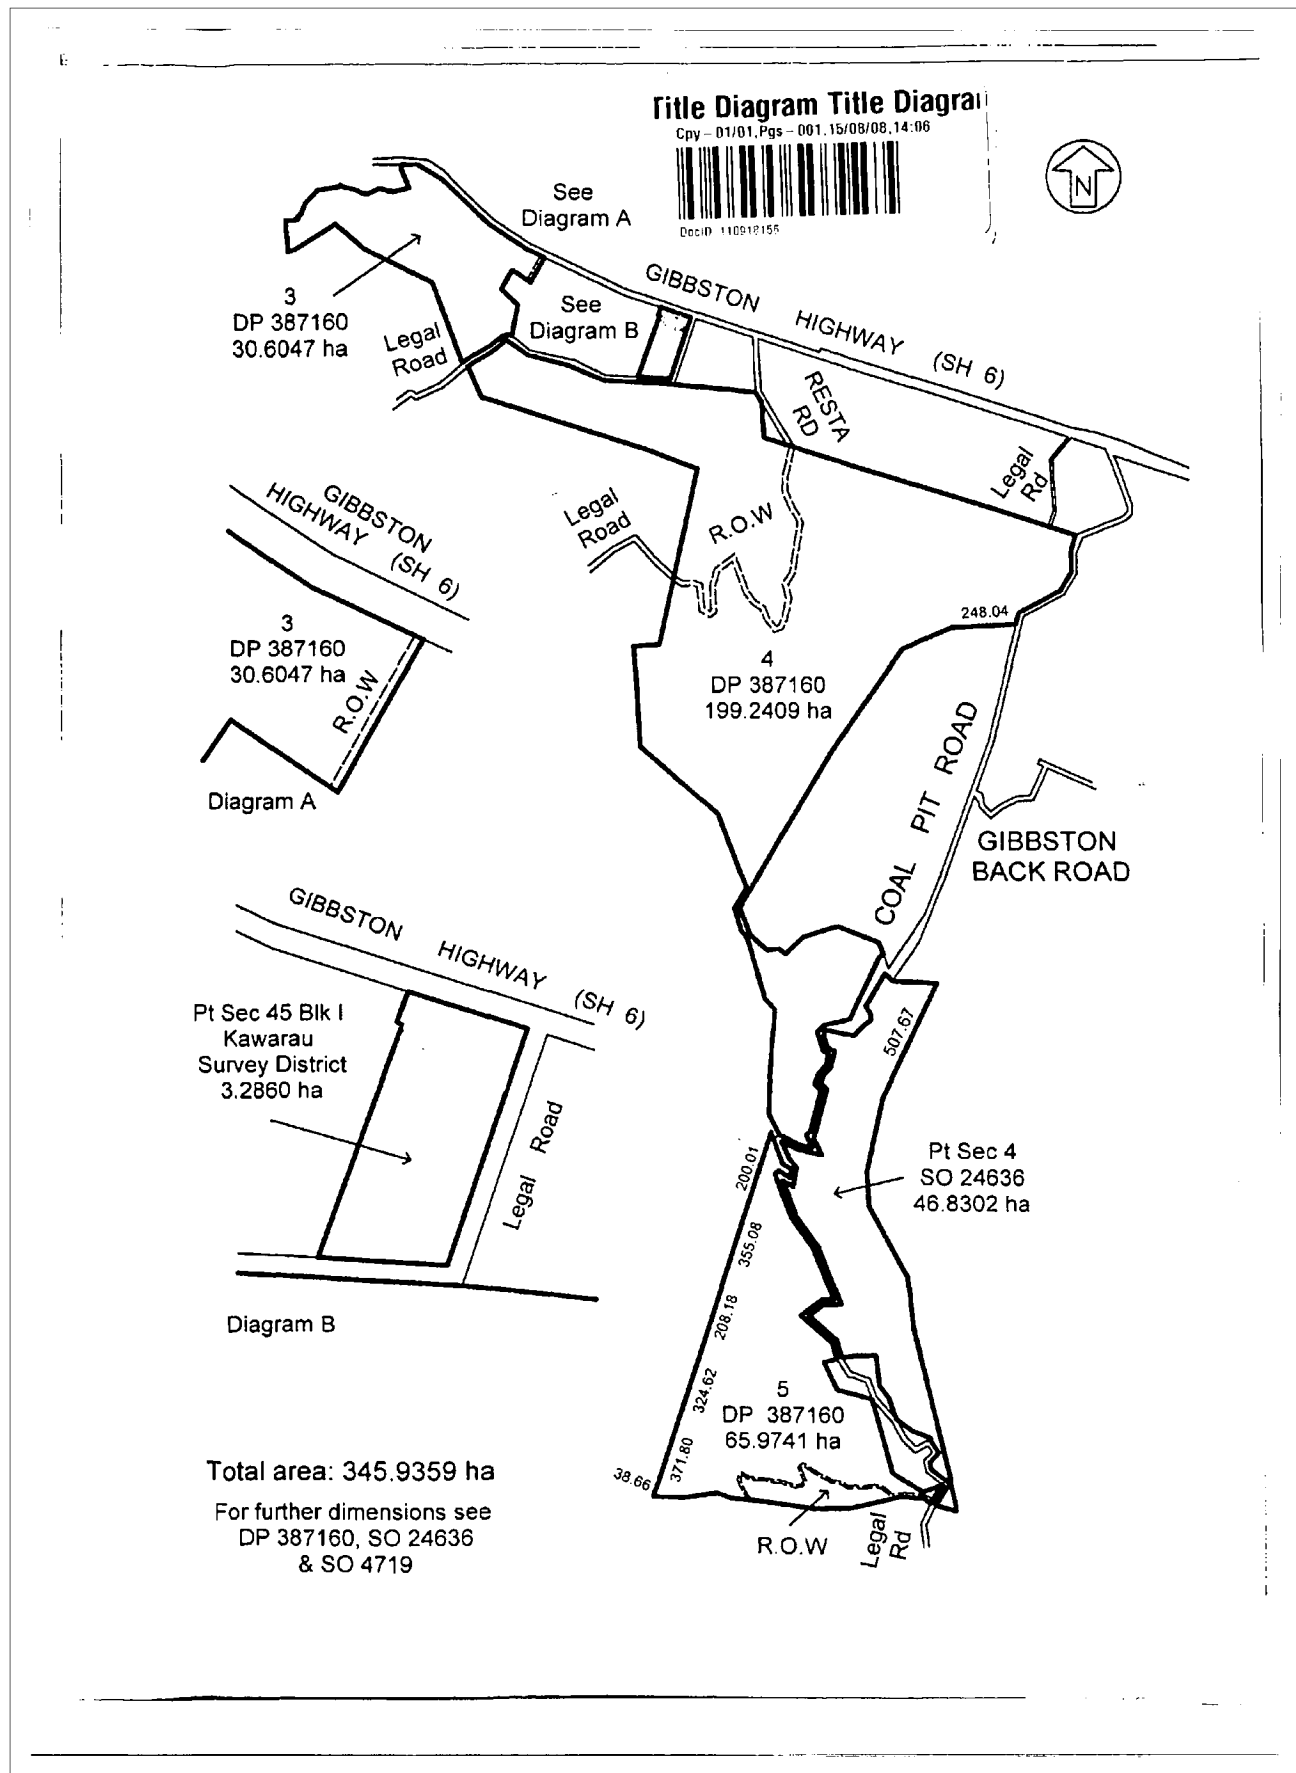 Title Diagram Title Diagra
Cpy - 01/01, Pgs - 001, 15/08/08, 14:06
DocID 110918155
N
See
Diagram A
GIBBSTON HIGHWAY (SH 6)
See
Diagram B
3
DP 387160
30.6047 ha
Legal
Road
RESTA
RD
Legal
Rd
Legal
Road
R.O.W
GIBBSTON
HIGHWAY
(SH 6)
3
DP 387160
30.6047 ha
R.O.W
Diagram A
248.04
4
DP 387160
199.2409 ha
COAL PIT ROAD
GIBBSTON
BACK ROAD
GIBBSTON HIGHWAY (SH 6)
Pt Sec 45 Blk I
Kawarau
Survey District
3.2860 ha
Legal Road
Diagram B
507.67
Pt Sec 4
SO 24636
46.8302 ha
200.01
355.08
208.18
324.62
371.80
38.66
5
DP 387160
65.9741 ha
R.O.W
Legal
Rd
Total area: 345.9359 ha
For further dimensions see
DP 387160, SO 24636
& SO 4719